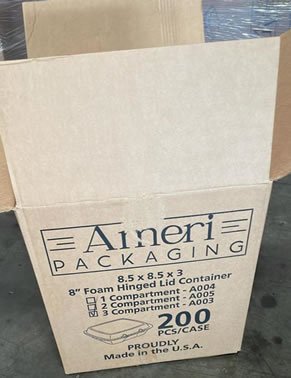 Ameri
PACKAGING
8.5 x 8.5 x 3
8" Foam Hinged Lid Container
1 Compartment - A004
2 Compartment - A005
3 Compartment - A003
200
PCS/CASE
PROUDLY
Made in the U.S.A.